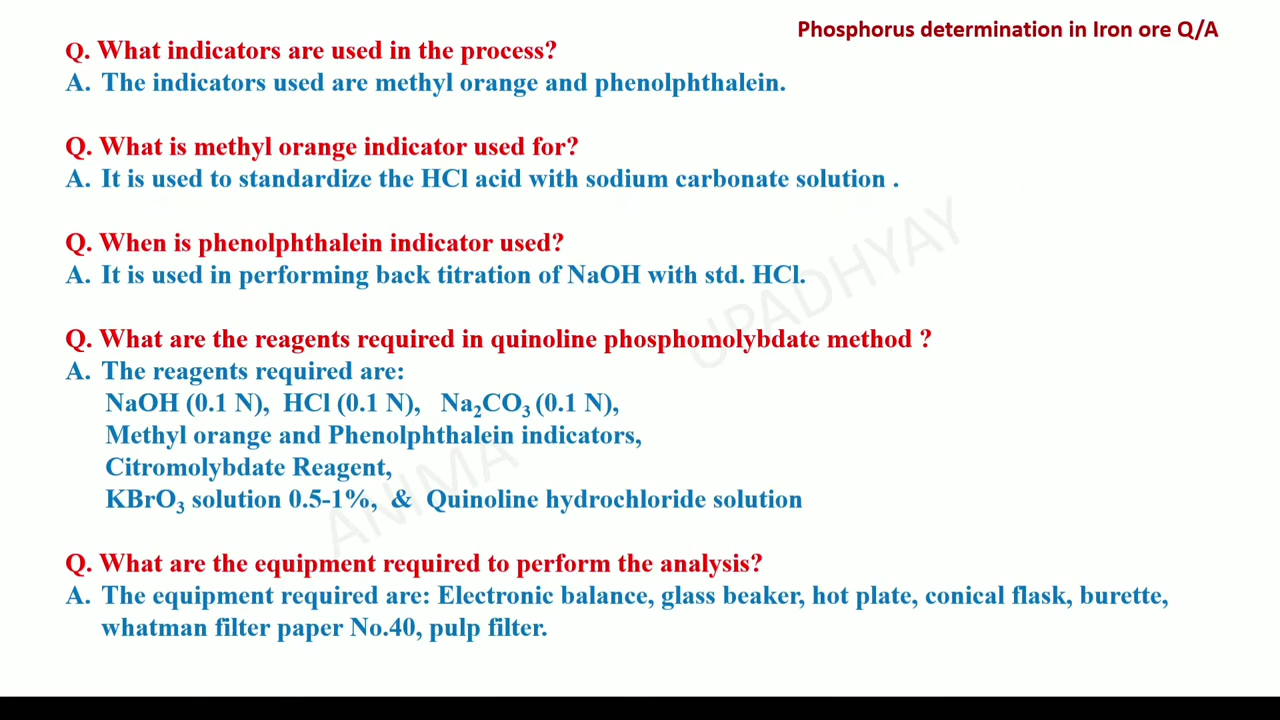 Phosphorus determination in Iron ore Q/A
Q. What indicators are used in the process?
A. The indicators used are methyl orange and phenolphthalein.
Q. What is methyl orange indicator used for?
A. It is used to standardize the HCl acid with sodium carbonate solution .
Q. When is phenolphthalein indicator used?
A. It is used in performing back titration of NaOH with std. HCl.
Q. What are the reagents required in quinoline phosphomolybdate method ?
A. The reagents required are:
NaOH (0.1 N), HCl (0.1 N), Na₂CO₃ (0.1 N),
Methyl orange and Phenolphthalein indicators,
Citromolybdate Reagent,
KBrO₃ solution 0.5-1%, & Quinoline hydrochloride solution
Q. What are the equipment required to perform the analysis?
A. The equipment required are: Electronic balance, glass beaker, hot plate, conical flask, burette,
whatman filter paper No.40, pulp filter.
ANIMA UPADHYAY